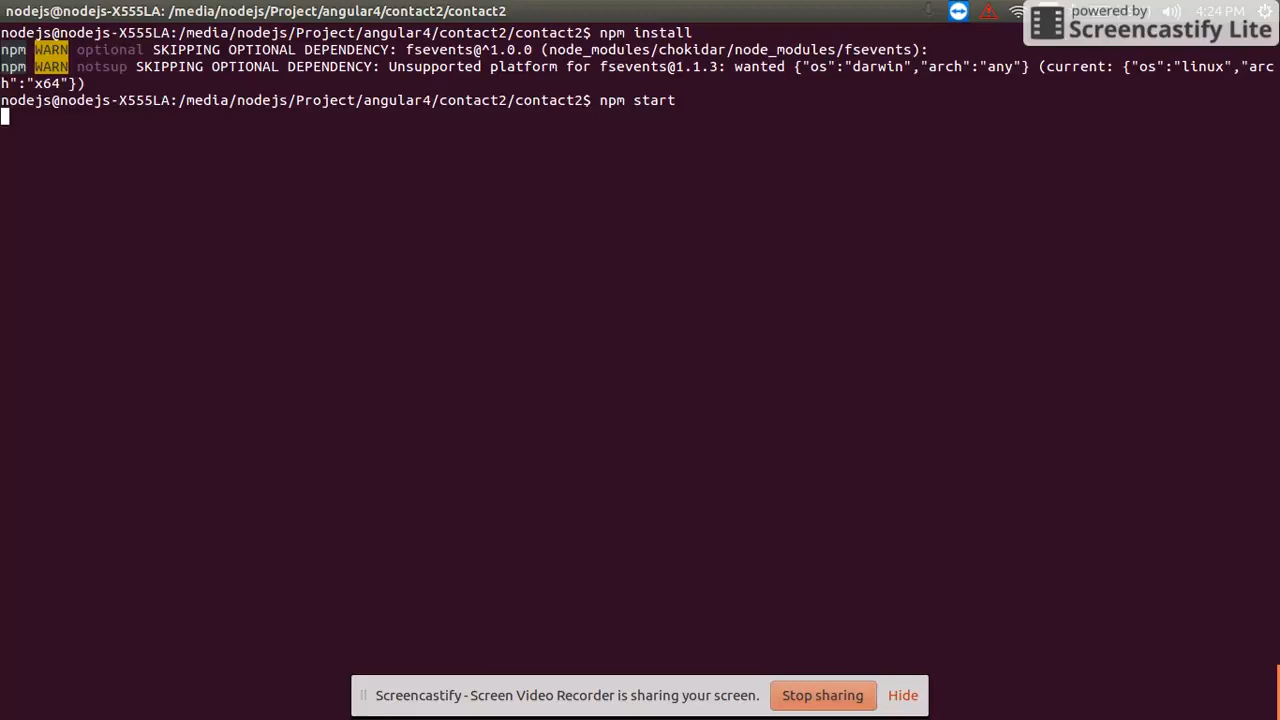 nodejs@nodejs-X555LA: /media/nodejs/Project/angular4/contact2/contact2
4:24 PM
powered by
Screencastify Lite
nodejs@nodejs-X555LA:/media/nodejs/Project/angular4/contact2/contact2$ npm install
npm WARN optional SKIPPING OPTIONAL DEPENDENCY: fsevents@^1.0.0 (node_modules/chokidar/node_modules/fsevents):
npm WARN notsup SKIPPING OPTIONAL DEPENDENCY: Unsupported platform for fsevents@1.1.3: wanted {"os":"darwin","arch":"any"} (current: {"os":"linux","arc
h":"x64"})
nodejs@nodejs-X555LA:/media/nodejs/Project/angular4/contact2/contact2$ npm start
Screencastify - Screen Video Recorder is sharing your screen.
Stop sharing
Hide